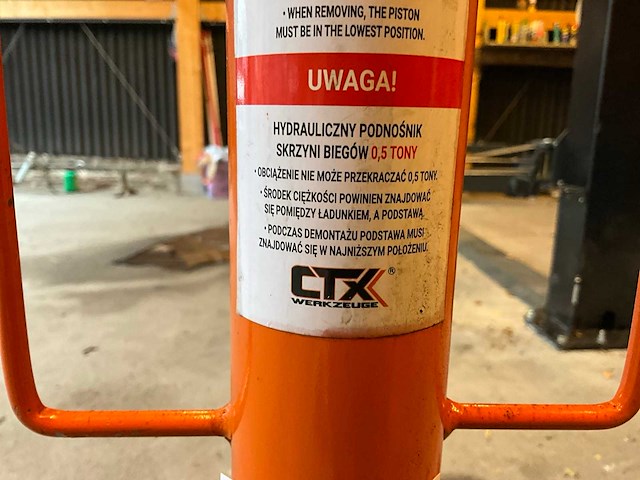 • WHEN REMOVING, THE PISTON
MUST BE IN THE LOWEST POSITION.
UWAGA!
HYDRAULICZNY PODNOŚNIK
SKRZYNI BIEGÓW 0,5 TONY
• OBCIĄŻENIE NIE MOŻE PRZEKRACZAĆ 0,5 TONY.
• ŚRODEK CIĘŻKOŚCI POWINIEN ZNAJDOWAĆ
SIĘ POMIĘDZY ŁADUNKIEM, A PODSTAWĄ.
• PODCZAS DEMONTAŻU PODSTAWA MUSI
ZNAJDOWAĆ SIĘ W NAJNIŻSZYM POŁOŻENIU.
CTX®
WERKZEUGE